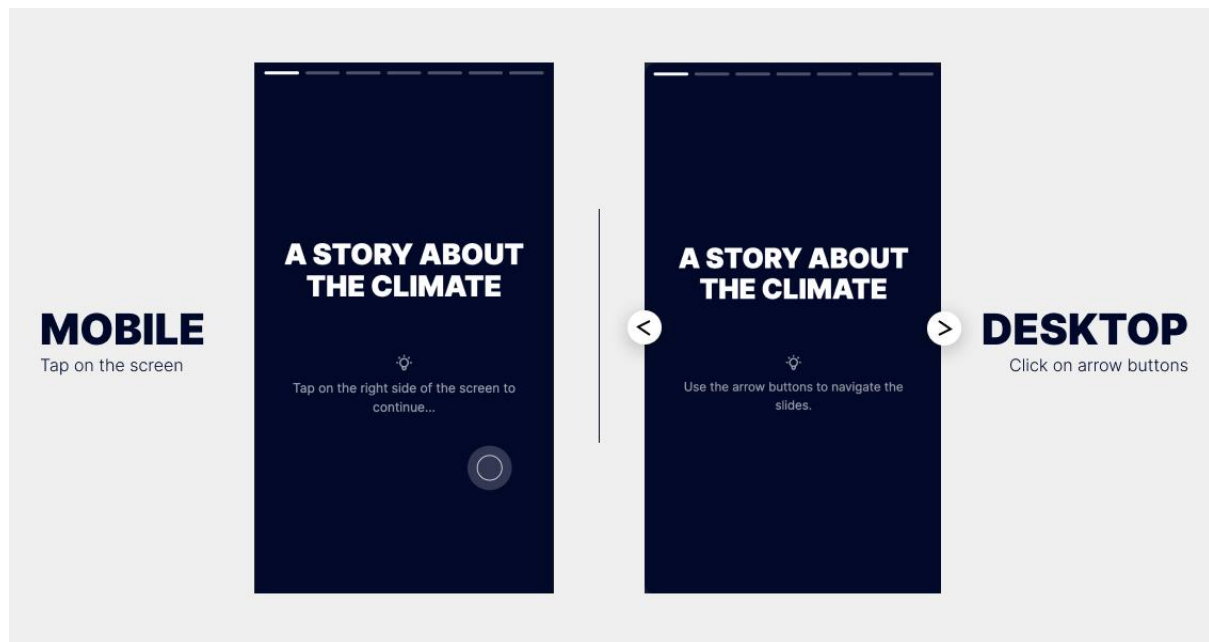 MOBILE
Tap on the screen
A STORY ABOUT
THE CLIMATE
Tap on the right side of the screen to
continue...
A STORY ABOUT
THE CLIMATE
Use the arrow buttons to navigate the
slides.
DESKTOP
Click on arrow buttons